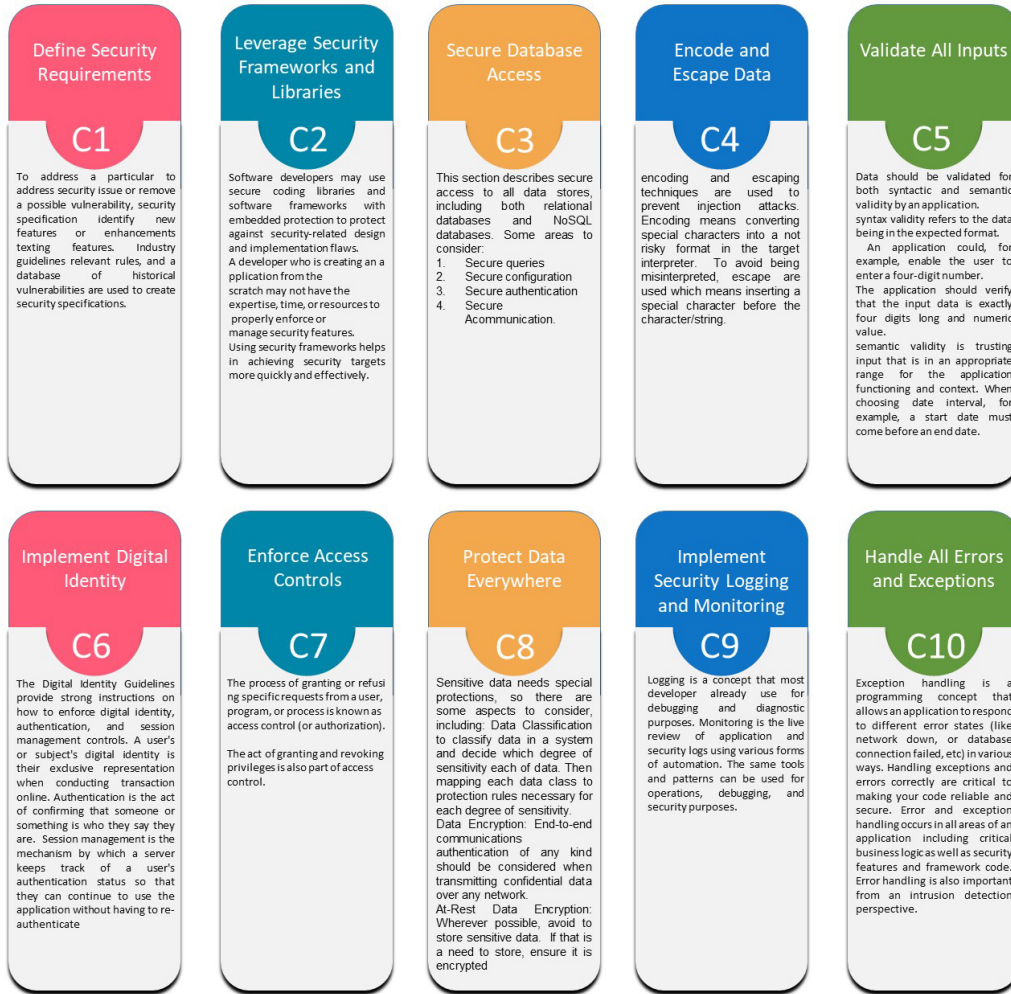 Define Security
Requirements
C1
To address a particular to
address security issue or remove
a possible vulnerability, security
specification identify new
features or enhancements
texting features. Industry
guidelines relevant rules, and a
database of historical
vulnerabilities are used to create
security specifications.
Leverage Security
Frameworks and
Libraries
C2
Software developers may use
secure coding libraries and
software frameworks with
embedded protection to protect
against security-related design
and implementation flaws.
A developer who is creating an a
pplication from the
scratch may not have the
expertise, time, or resources to
properly enforce or
manage security features.
Using security frameworks helps
in achieving security targets
more quickly and effectively.
Secure Database
Access
C3
This section describes secure
access to all data stores,
including both relational
databases and NoSQL
databases. Some areas to
consider:
1. Secure queries
2. Secure configuration
3. Secure authentication
4. Secure
Acommunication.
Encode and
Escape Data
C4
encoding and escaping
techniques are used to
prevent injection attacks.
Encoding means converting
special characters into a not
risky format in the target
interpreter. To avoid being
misinterpreted, escape are
used which means inserting a
special character before the
character/string.
Validate All Inputs
C5
Data should be validated for
both syntactic and semantic
validity by an application.
syntax validity refers to the data
being in the expected format.
An application could, for
example, enable the user to
enter a four-digit number.
The application should verify
that the input data is exactly
four digits long and numeric
value.
semantic validity is trusting
input that is in an appropriate
range for the application
functioning and context. When
choosing date interval, for
example, a start date must
come before an end date.
Implement Digital
Identity
C6
The Digital Identity Guidelines
provide strong instructions on
how to enforce digital identity,
authentication, and session
management controls. A user's
or subject's digital identity is
their exclusive representation
when conducting transaction
online. Authentication is the act
of confirming that someone or
something is who they say they
are. Session management is the
mechanism by which a server
keeps track of a user's
authentication status so that
they can continue to use the
application without having to re-
authenticate
Enforce Access
Controls
C7
The process of granting or refusi
ng specific requests from a user,
program, or process is known as
access control (or authorization).
The act of granting and revoking
privileges is also part of access
control.
Protect Data
Everywhere
C8
Sensitive data needs special
protections, so there are
some aspects to consider,
including: Data Classification
to classify data in a system
and decide which degree of
sensitivity each of data. Then
mapping each data class to
protection rules necessary for
each degree of sensitivity.
Data Encryption: End-to-end
communications
authentication of any kind
should be considered when
transmitting confidential data
over any network.
At-Rest Data Encryption:
Wherever possible, avoid to
store sensitive data. If that is
a need to store, ensure it is
encrypted
Implement
Security Logging
and Monitoring
C9
Logging is a concept that most
developer already use for
debugging and diagnostic
purposes. Monitoring is the live
review of application and
security logs using various forms
of automation. The same tools
and patterns can be used for
operations, debugging, and
security purposes.
Handle All Errors
and Exceptions
C10
Exception handling is a
programming concept that
allows an application to respond
to different error states (like
network down, or database
connection failed, etc) in various
ways. Handling exceptions and
errors correctly are critical to
making your code reliable and
secure. Error and exception
handling occurs in all areas of an
application including critical
business logic as well as security
features and framework code.
Error handling is also important
from an intrusion detection
perspective.